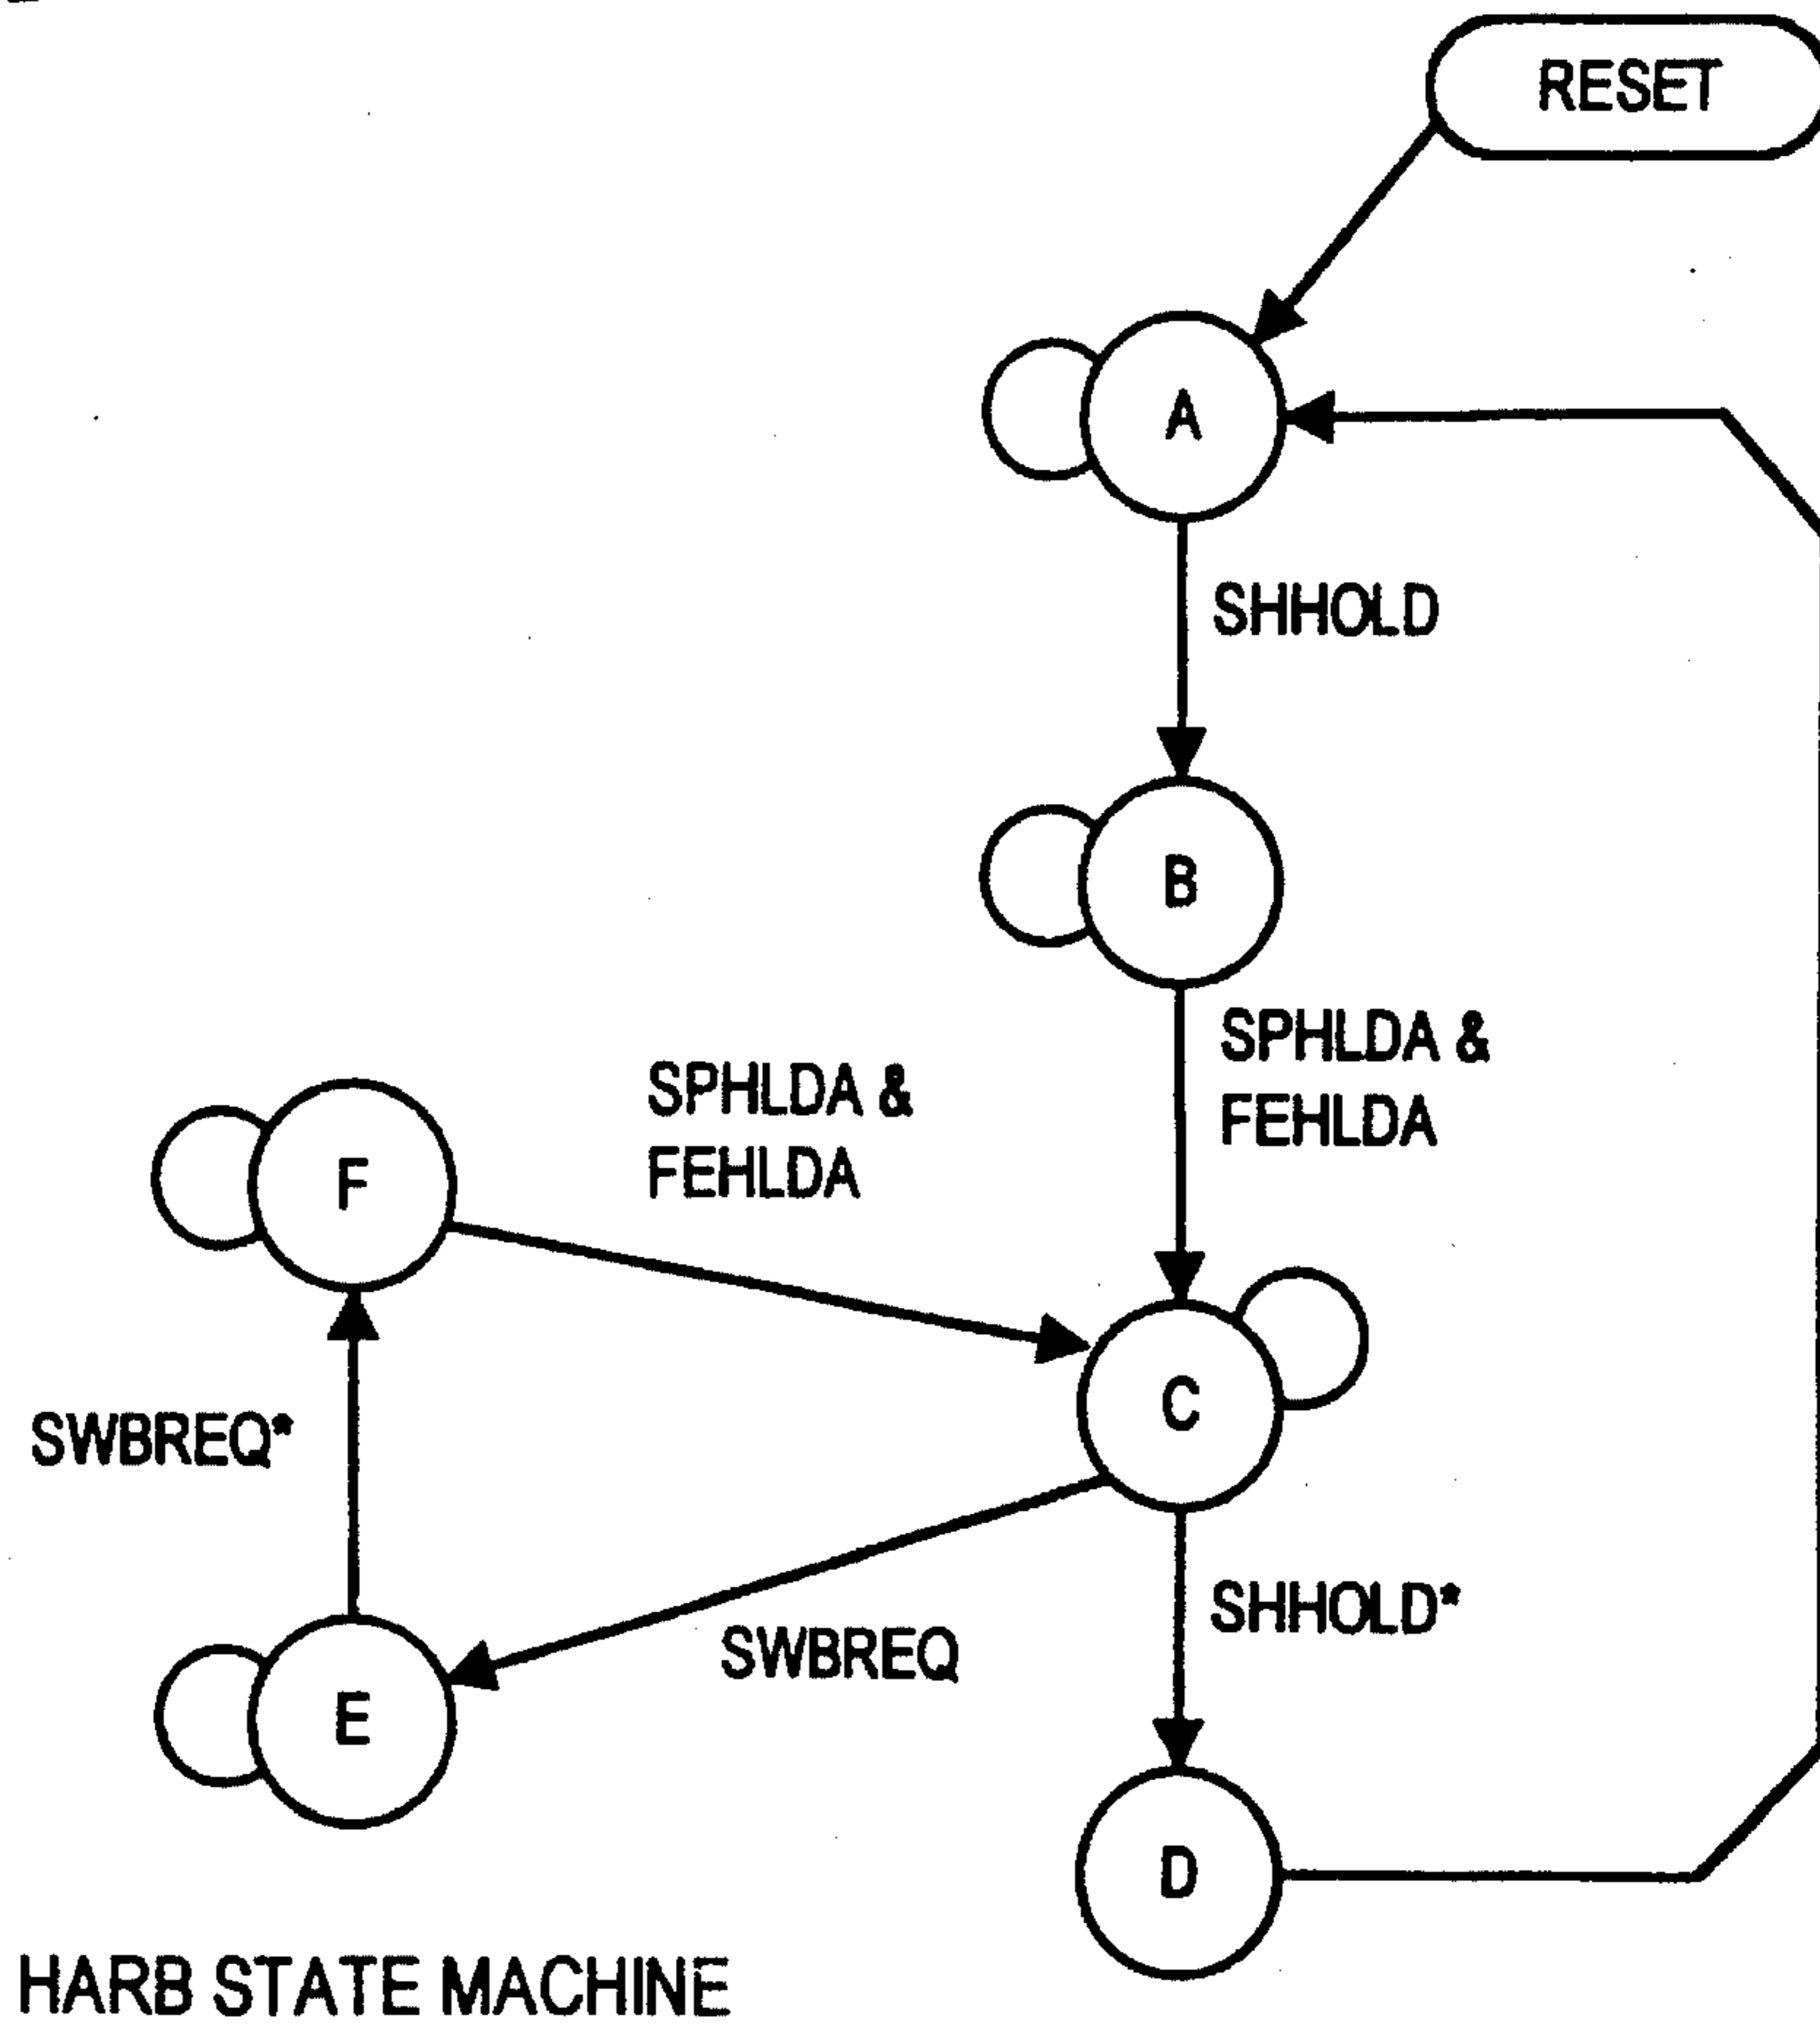 RESET
A
SHHOLD
B
SPHLDA &
FEHLDA
SPHLDA &
FEHLDA
F
C
SWBREQ*
SHHOLD*
SWBREQ
E
D
HARB STATE MACHINE